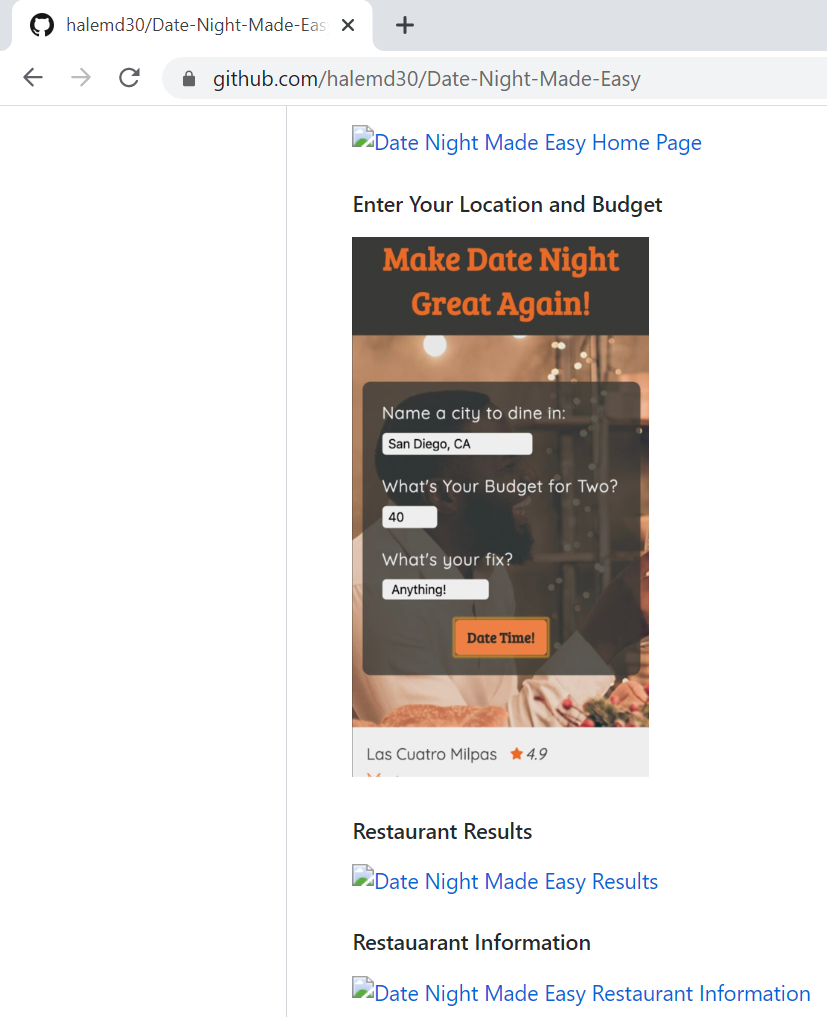 halemd30/Date-Night-Made-Eas
github.com/halemd30/Date-Night-Made-Easy
Date Night Made Easy Home Page
Enter Your Location and Budget
Make Date Night
Great Again!
Name a city to dine in:
San Diego, CA
What's Your Budget for Two?
40
What's your fix?
Anything!
Date Time!
Las Cuatro Milpas ★ 4.9
Restaurant Results
Date Night Made Easy Results
Restauarant Information
Date Night Made Easy Restaurant Information